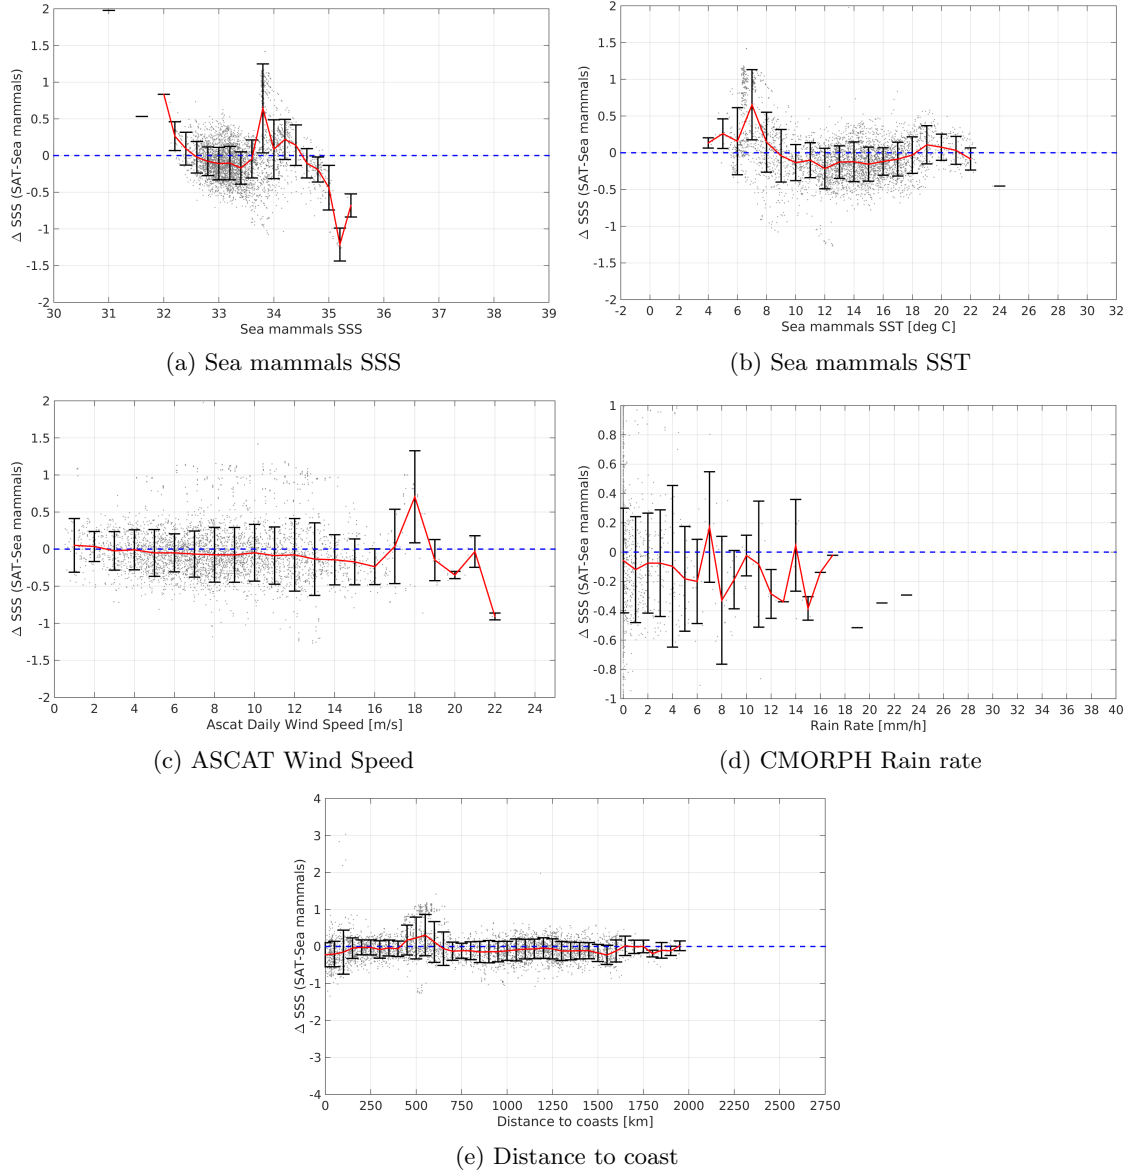 2
1.5
1
0.5
0
-0.5
-1
-1.5
-2
Δ SSS (SAT-Sea mammals)
30 31 32 33 34 35 36 37 38 39
Sea mammals SSS
(a) Sea mammals SSS
2
1.5
1
0.5
0
-0.5
-1
-1.5
-2
Δ SSS (SAT-Sea mammals)
-2 0 2 4 6 8 10 12 14 16 18 20 22 24 26 28 30 32
Sea mammals SST [deg C]
(b) Sea mammals SST
2
1.5
1
0.5
0
-0.5
-1
-1.5
-2
Δ SSS (SAT-Sea mammals)
0 2 4 6 8 10 12 14 16 18 20 22 24
Ascat Daily Wind Speed [m/s]
(c) ASCAT Wind Speed
1
0.8
0.6
0.4
0.2
0
-0.2
-0.4
-0.6
-0.8
-1
Δ SSS (SAT-Sea mammals)
0 2 4 6 8 10 12 14 16 18 20 22 24 26 28 30 32 34 36 38 40
Rain Rate [mm/h]
(d) CMORPH Rain rate
4
3
2
1
0
-1
-2
-3
-4
Δ SSS (SAT-Sea mammals)
0 250 500 750 1000 1250 1500 1750 2000 2250 2500 2750
Distance to coasts [km]
(e) Distance to coast